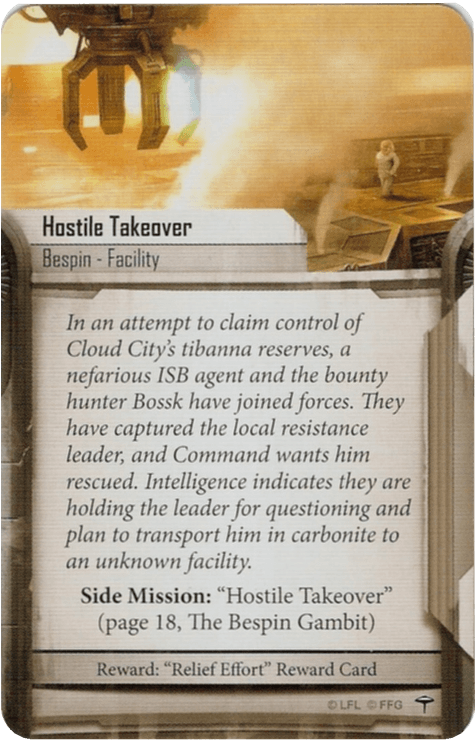 Hostile Takeover
Bespin - Facility
In an attempt to claim control of
Cloud City's tibanna reserves, a
nefarious ISB agent and the bounty
hunter Bossk have joined forces. They
have captured the local resistance
leader, and Command wants him
rescued. Intelligence indicates they are
holding the leader for questioning and
plan to transport him in carbonite to
an unknown facility.
Side Mission: “Hostile Takeover”
(page 18, The Bespin Gambit)
Reward: “Relief Effort” Reward Card
© LFL © FFG